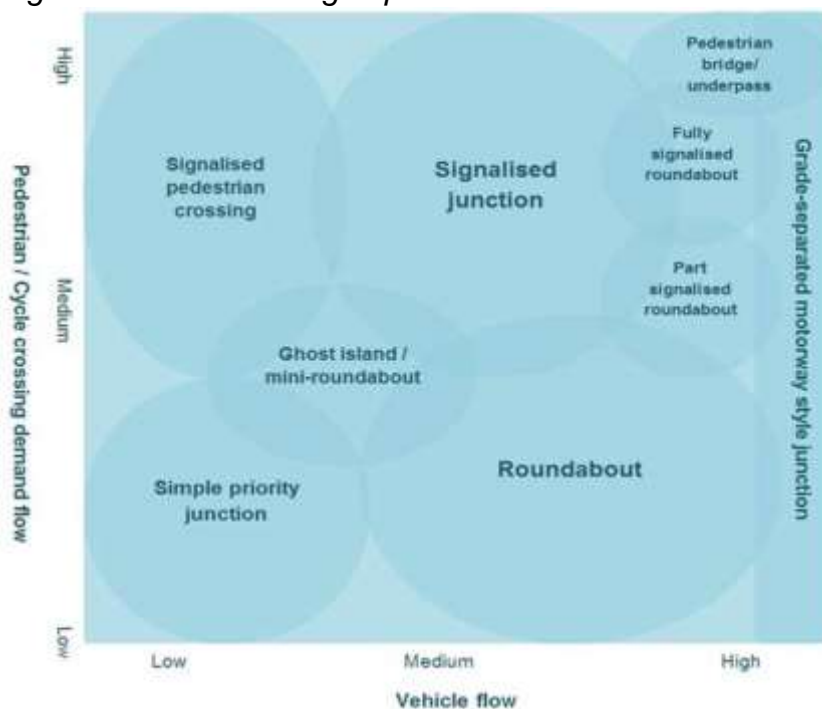 High
Medium
Low
Pedestrian / Cycle crossing demand flow
Pedestrian
bridge/
underpass
Signalised
pedestrian
crossing
Signalised
junction
Fully
signalised
roundabout
Part
signalised
roundabout
Grade-separated motorway style junction
Ghost island /
mini-roundabout
Simple priority
junction
Roundabout
Low
Medium
High
Vehicle flow